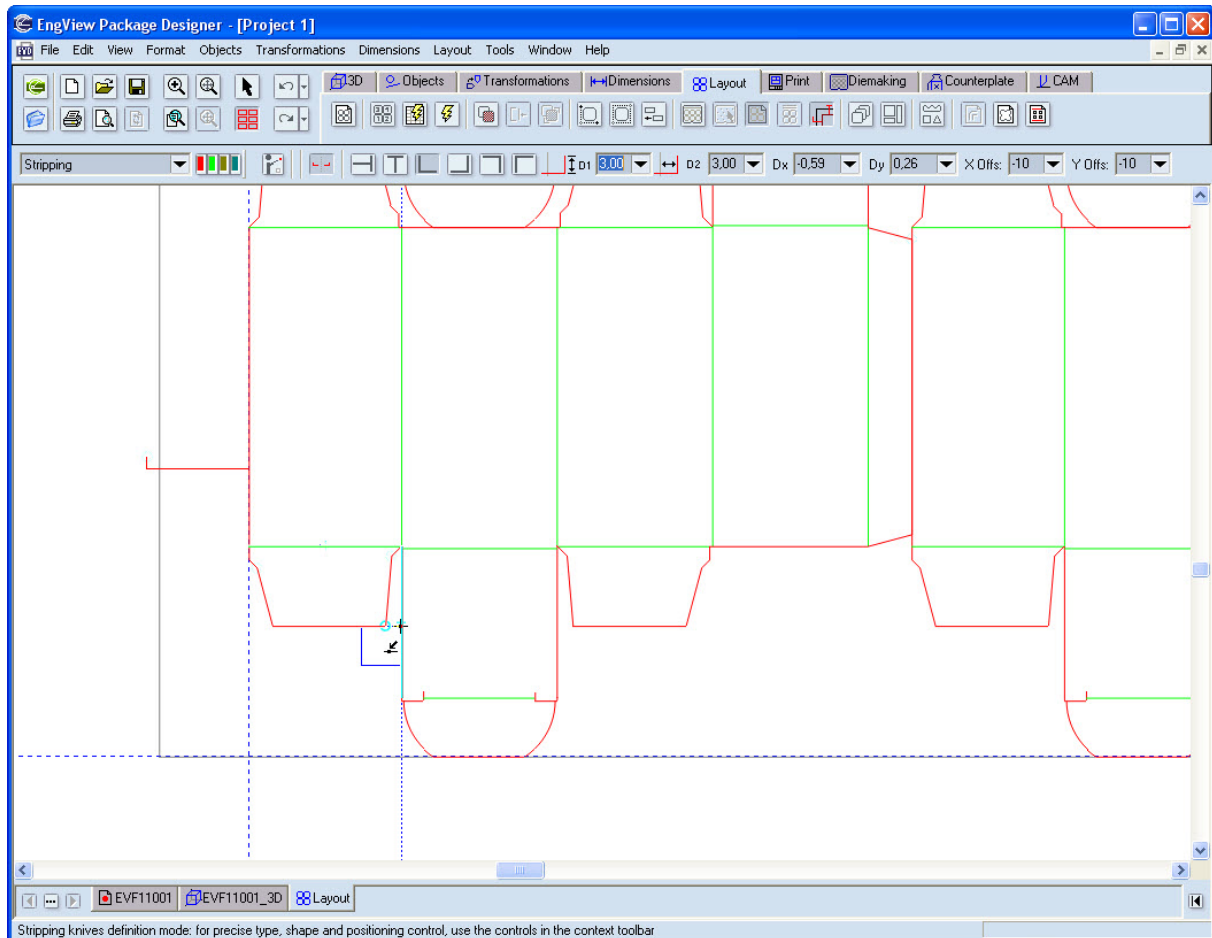 EngView Package Designer - [Project 1]
File Edit View Format Objects Transformations Dimensions Layout Tools Window Help
3D Objects Transformations Dimensions Layout Print Diemaking Counterplate CAM
Stripping D1 3,00 D2 3,00 Dx -0,59 Dy 0,26 X Offs: -10 Y Offs: -10
EVF11001 EVF11001_3D Layout
Stripping knives definition mode: for precise type, shape and positioning control, use the controls in the context toolbar